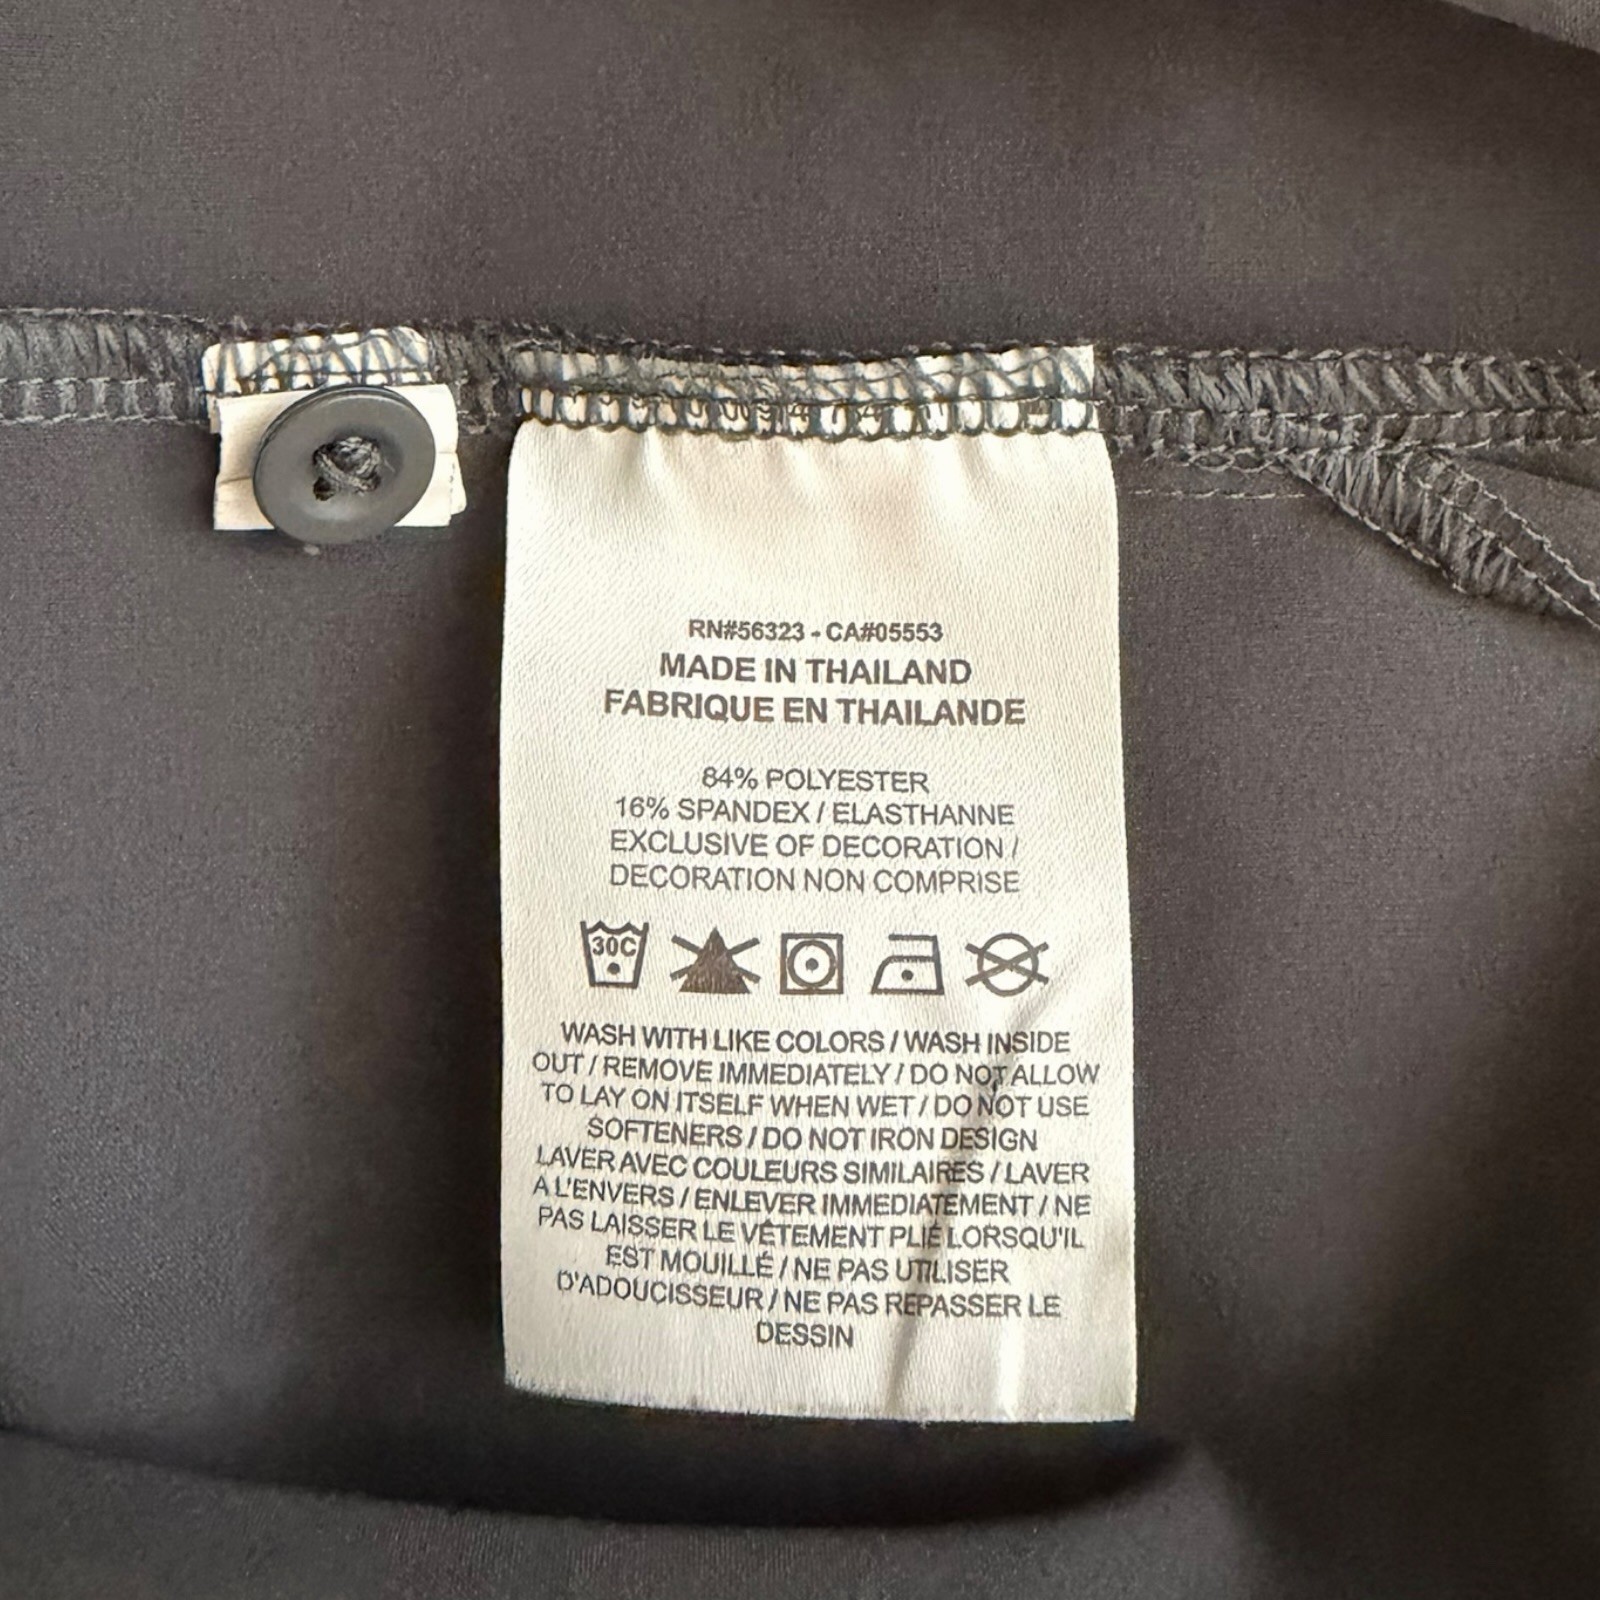 RN#56323 - CA#05553
MADE IN THAILAND
FABRIQUE EN THAILANDE
84% POLYESTER
16% SPANDEX / ELASTHANNE
EXCLUSIVE OF DECORATION /
DECORATION NON COMPRISE
30C
WASH WITH LIKE COLORS / WASH INSIDE
OUT / REMOVE IMMEDIATELY / DO NOT ALLOW
TO LAY ON ITSELF WHEN WET / DO NOT USE
SOFTENERS / DO NOT IRON DESIGN
LAVER AVEC COULEURS SIMILAIRES / LAVER
A L'ENVERS / ENLEVER IMMEDIATEMENT / NE
PAS LAISSER LE VÊTEMENT PLIÉ LORSQU'IL
EST MOUILLÉ / NE PAS UTILISER
D'ADOUCISSEUR / NE PAS REPASSER LE
DESSIN